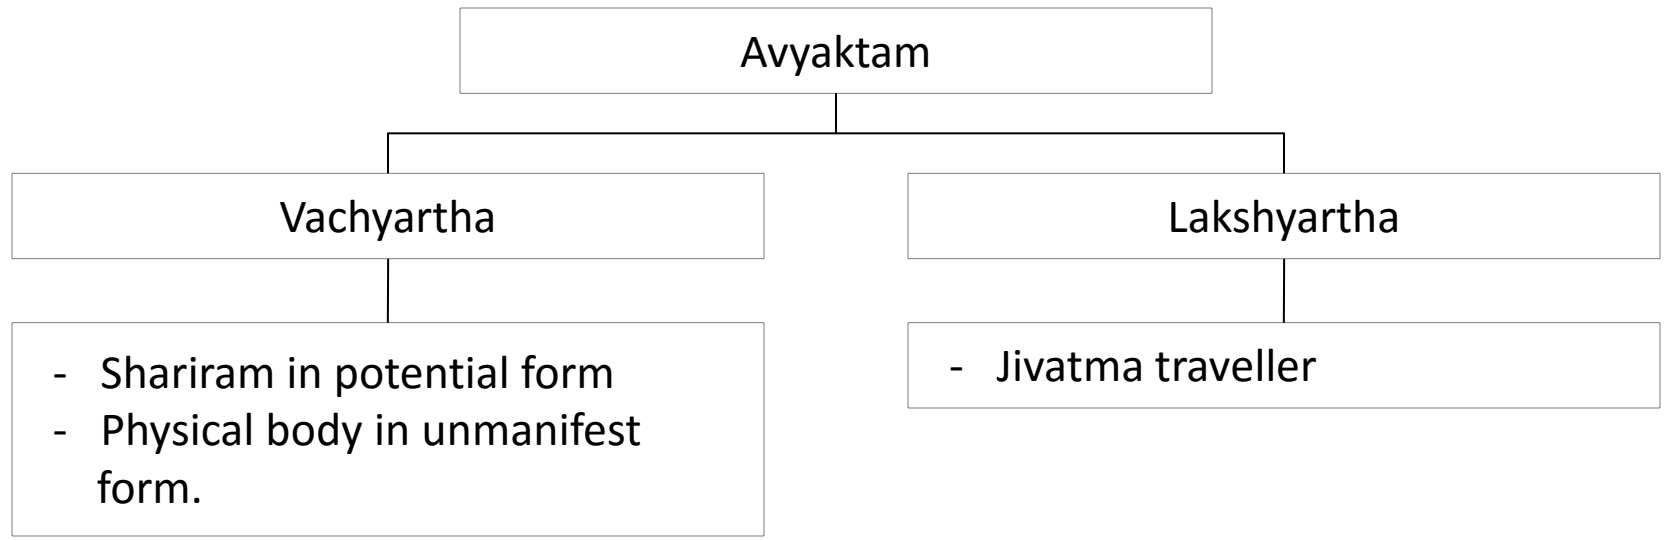 Avyaktam
Vachyartha
Lakshyartha
- Shariram in potential form
- Physical body in unmanifest
form.
- Jivatma traveller